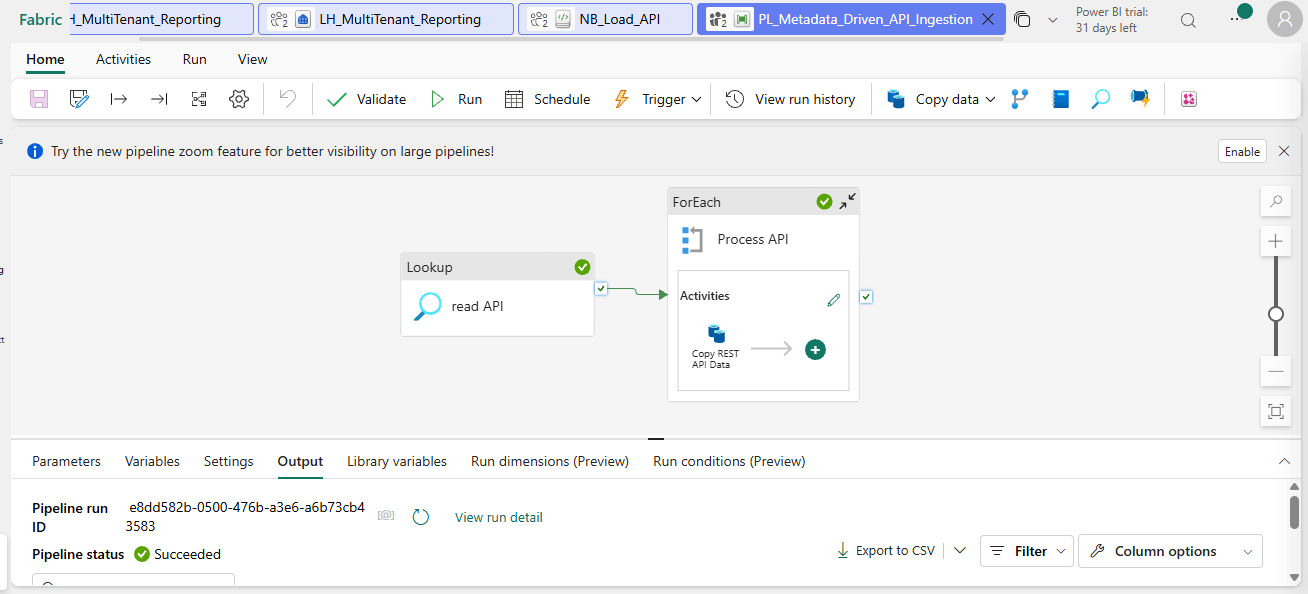 Fabric
H_MultiTenant_Reporting
2
LH_MultiTenant_Reporting
2
NB_Load_API
2
PL_Metadata_Driven_API_Ingestion
Power BI trial:
31 days left
Home
Activities
Run
View
Validate
Run
Schedule
Trigger
View run history
Copy data
Try the new pipeline zoom feature for better visibility on large pipelines!
Enable
ForEach
Process API
Lookup
read API
Activities
Copy REST
API Data
Parameters
Variables
Settings
Output
Library variables
Run dimensions (Preview)
Run conditions (Preview)
Pipeline run
ID
e8dd582b-0500-476b-a3e6-a6b73cb4
3583
[@]
View run detail
Pipeline status
Succeeded
Export to CSV
Filter
Column options